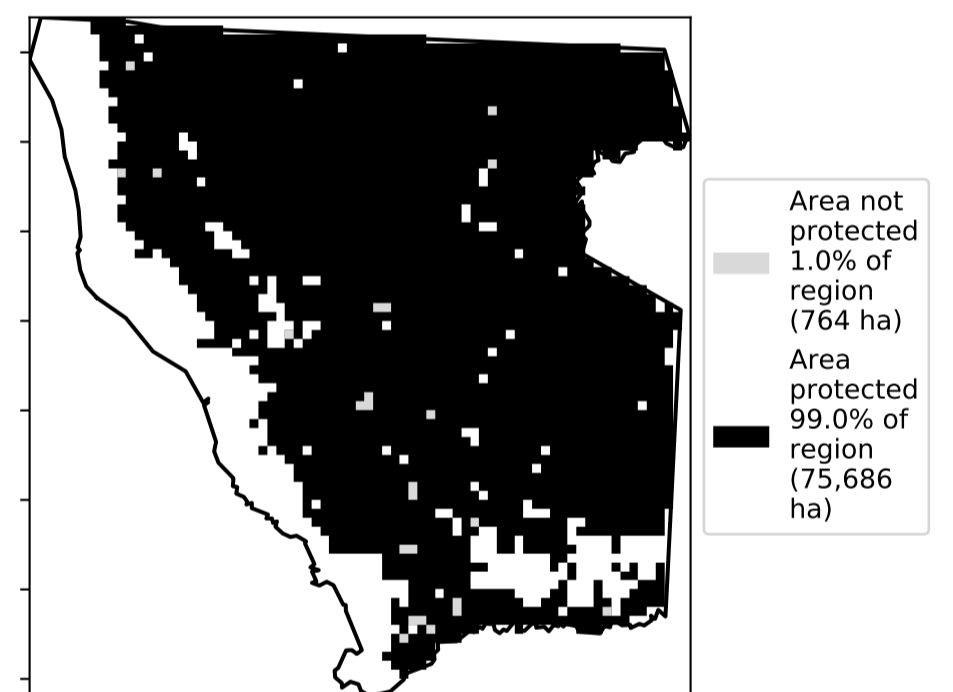 Area not
protected
1.0% of
region
(764 ha)
Area
protected
99.0% of
region
(75,686
ha)